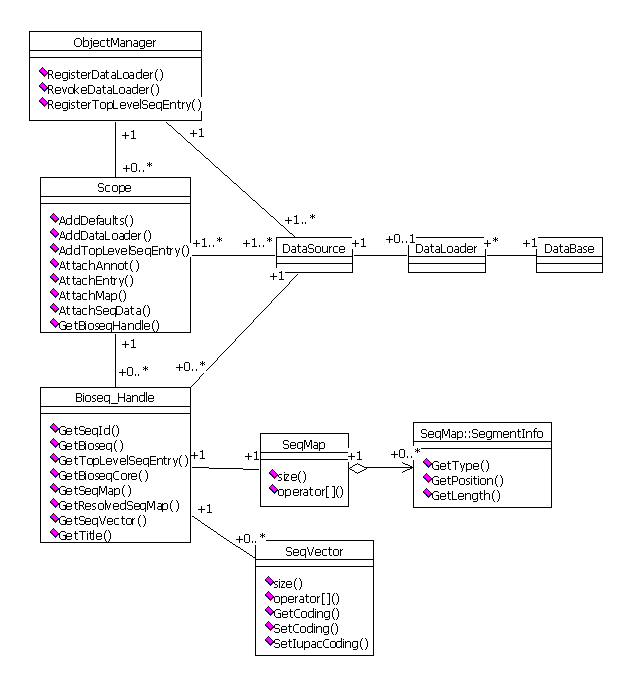 ObjectManager
RegisterDataLoader()
RevokeDataLoader()
RegisterTopLevelSeqEntry()
+1
+1
+0..*
Scope
AddDefaults()
AddDataLoader()
AddTopLevelSeqEntry()
AttachAnnot()
AttachEntry()
AttachMap()
AttachSeqData()
GetBioseqHandle()
+1..*
+1..*
+1..*
DataSource
+1
+0..1
DataLoader
+*
+1
DataBase
+1
+1
+0..*
+0..*
Bioseq_Handle
GetSeqId()
GetBioseq()
GetTopLevelSeqEntry()
GetBioseqCore()
GetSeqMap()
GetResolvedSeqMap()
GetSeqVector()
GetTitle()
+1
+1
SeqMap
size()
operator[]()
+1
+0..*
SeqMap::SegmentInfo
GetType()
GetPosition()
GetLength()
+1
+0..*
SeqVector
size()
operator[]()
GetCoding()
SetCoding()
SetIupacCoding()